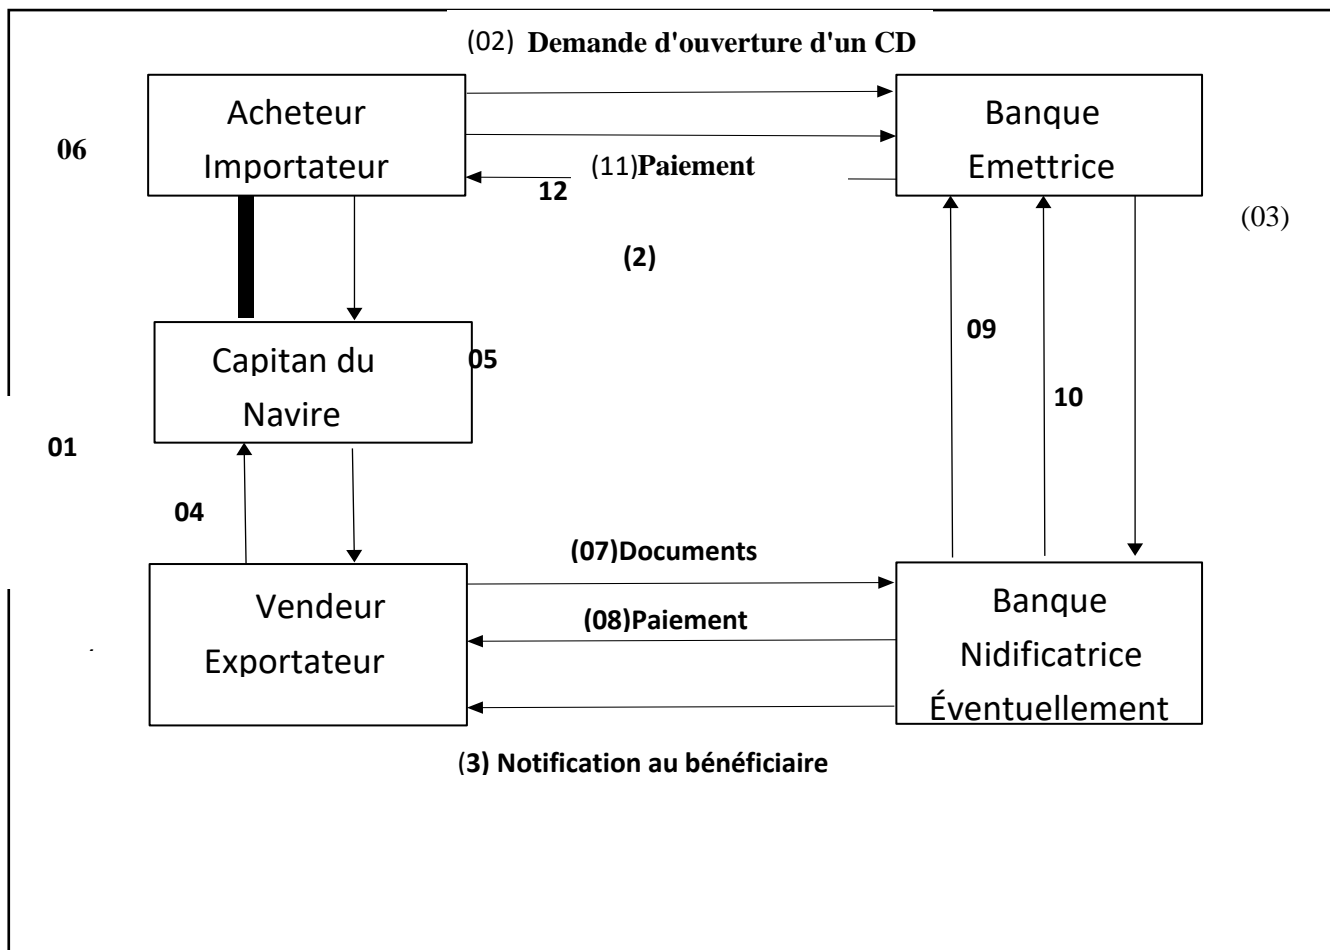 (02) Demande d'ouverture d'un CD
Acheteur
Importateur
Banque
Emettrice
06
(11)Paiement
12
(03)
(2)
09
Capitan du
Navire
05
10
01
04
(07)Documents
Vendeur
Exportateur
(08)Paiement
Banque
Nidificatrice
Éventuellement
(3) Notification au bénéficiaire